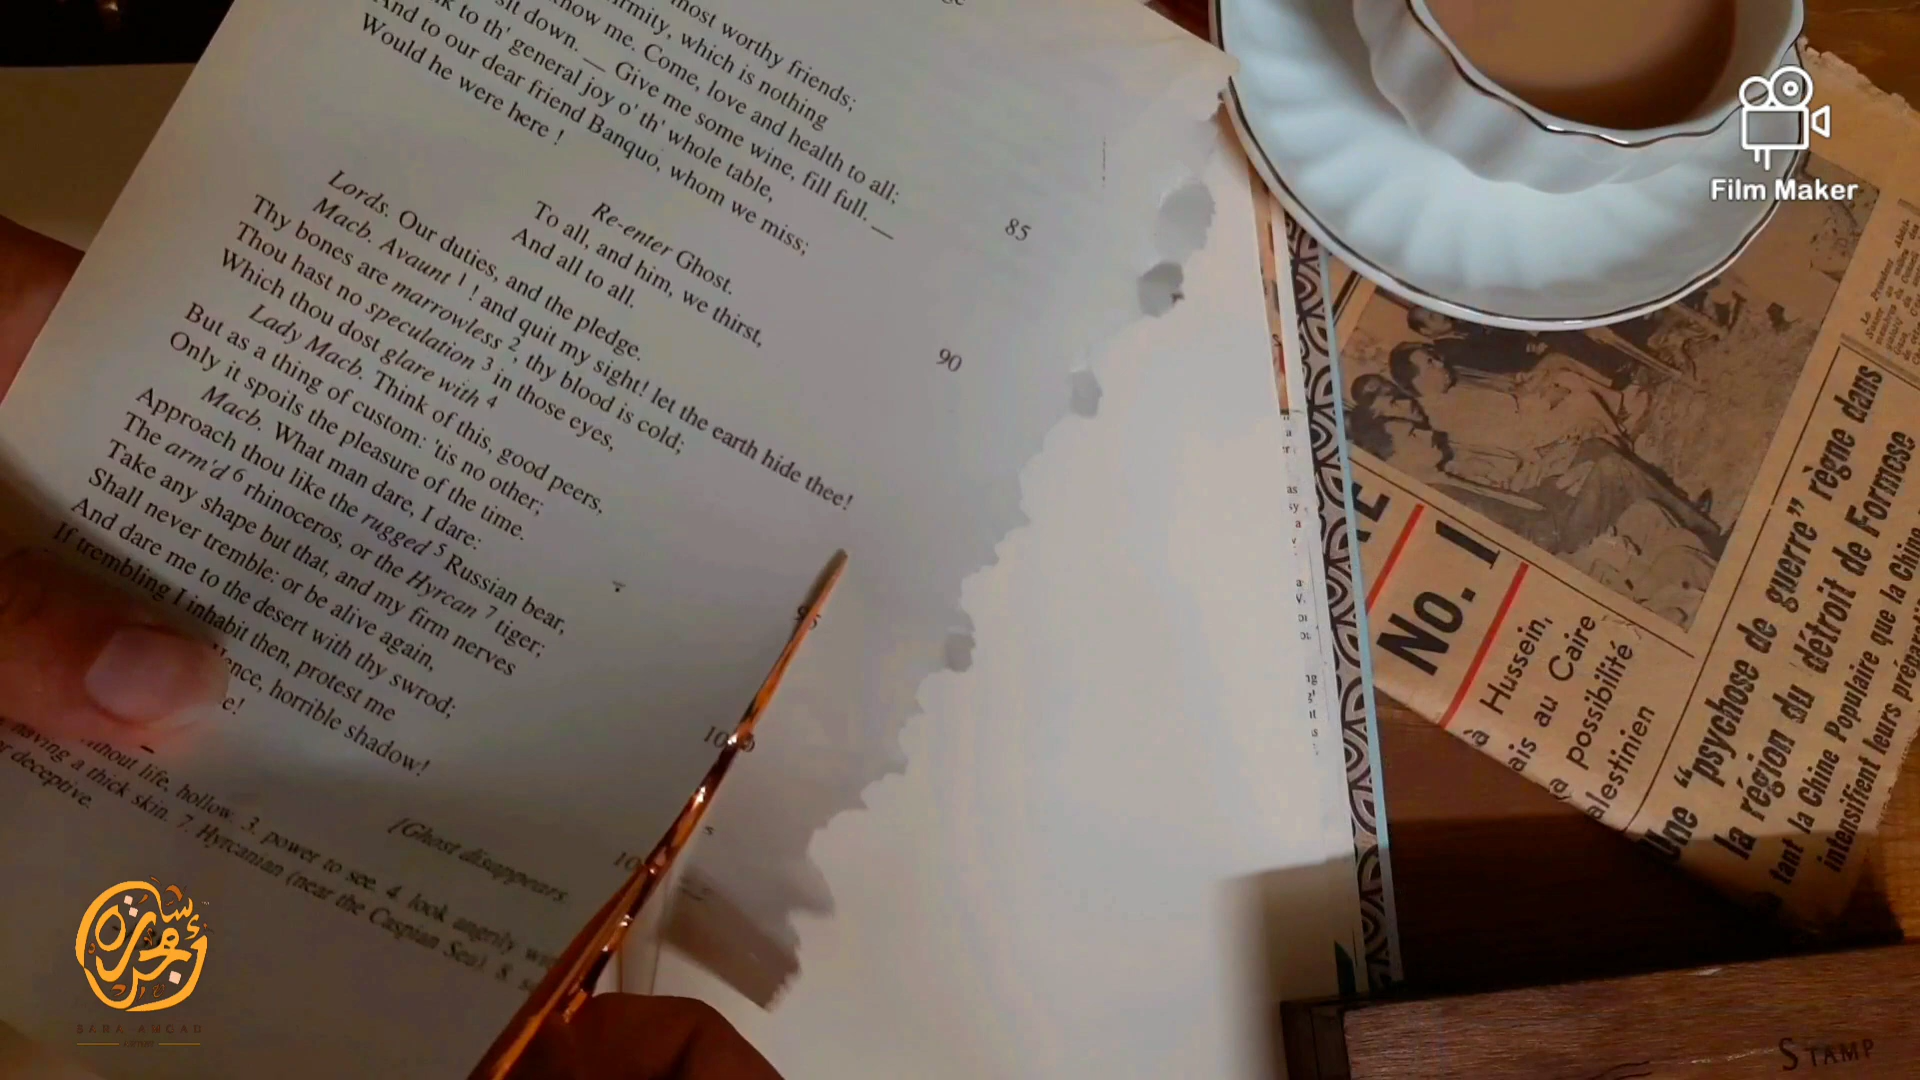 most worthy friends;
which is nothing
know me. Come, love and health to all;
sit down. — Give me some wine, fill full. —
to th' general joy o' th' whole table,
And to our dear friend Banquo, whom we miss;
Would he were here !
85
Re-enter Ghost.
To all, and him, we thirst,
And all to all.
Lords. Our duties, and the pledge.
Macb. Avaunt 1 ! and quit my sight! let the earth hide thee!
Thy bones are marrowless 2, thy blood is cold;
Thou hast no speculation 3 in those eyes,
Which thou dost glare with 4
90
Lady Macb. Think of this, good peers,
But as a thing of custom: 'tis no other;
Only it spoils the pleasure of the time.
Macb. What man dare, I dare:
Approach thou like the rugged 5 Russian bear,
The arm'd 6 rhinoceros, or the Hyrcan 7 tiger;
Take any shape but that, and my firm nerves
Shall never tremble: or be alive again,
And dare me to the desert with thy swrod;
If trembling I inhabit then, protest me
horrible shadow!
[Ghost disappears.
life, hollow. 3. power to see. 4. look angrily
having a thick skin. 7. Hyrcanian (near the Caspian Sea). 8.
deceptive.
Film Maker
No. 1
Hussein,
au Caire
possibilité
Une “psychose de guerre” règne dans
la région du détroit de Formose
tant la Chine Populaire que la Chine
intensifient leurs
STAMP